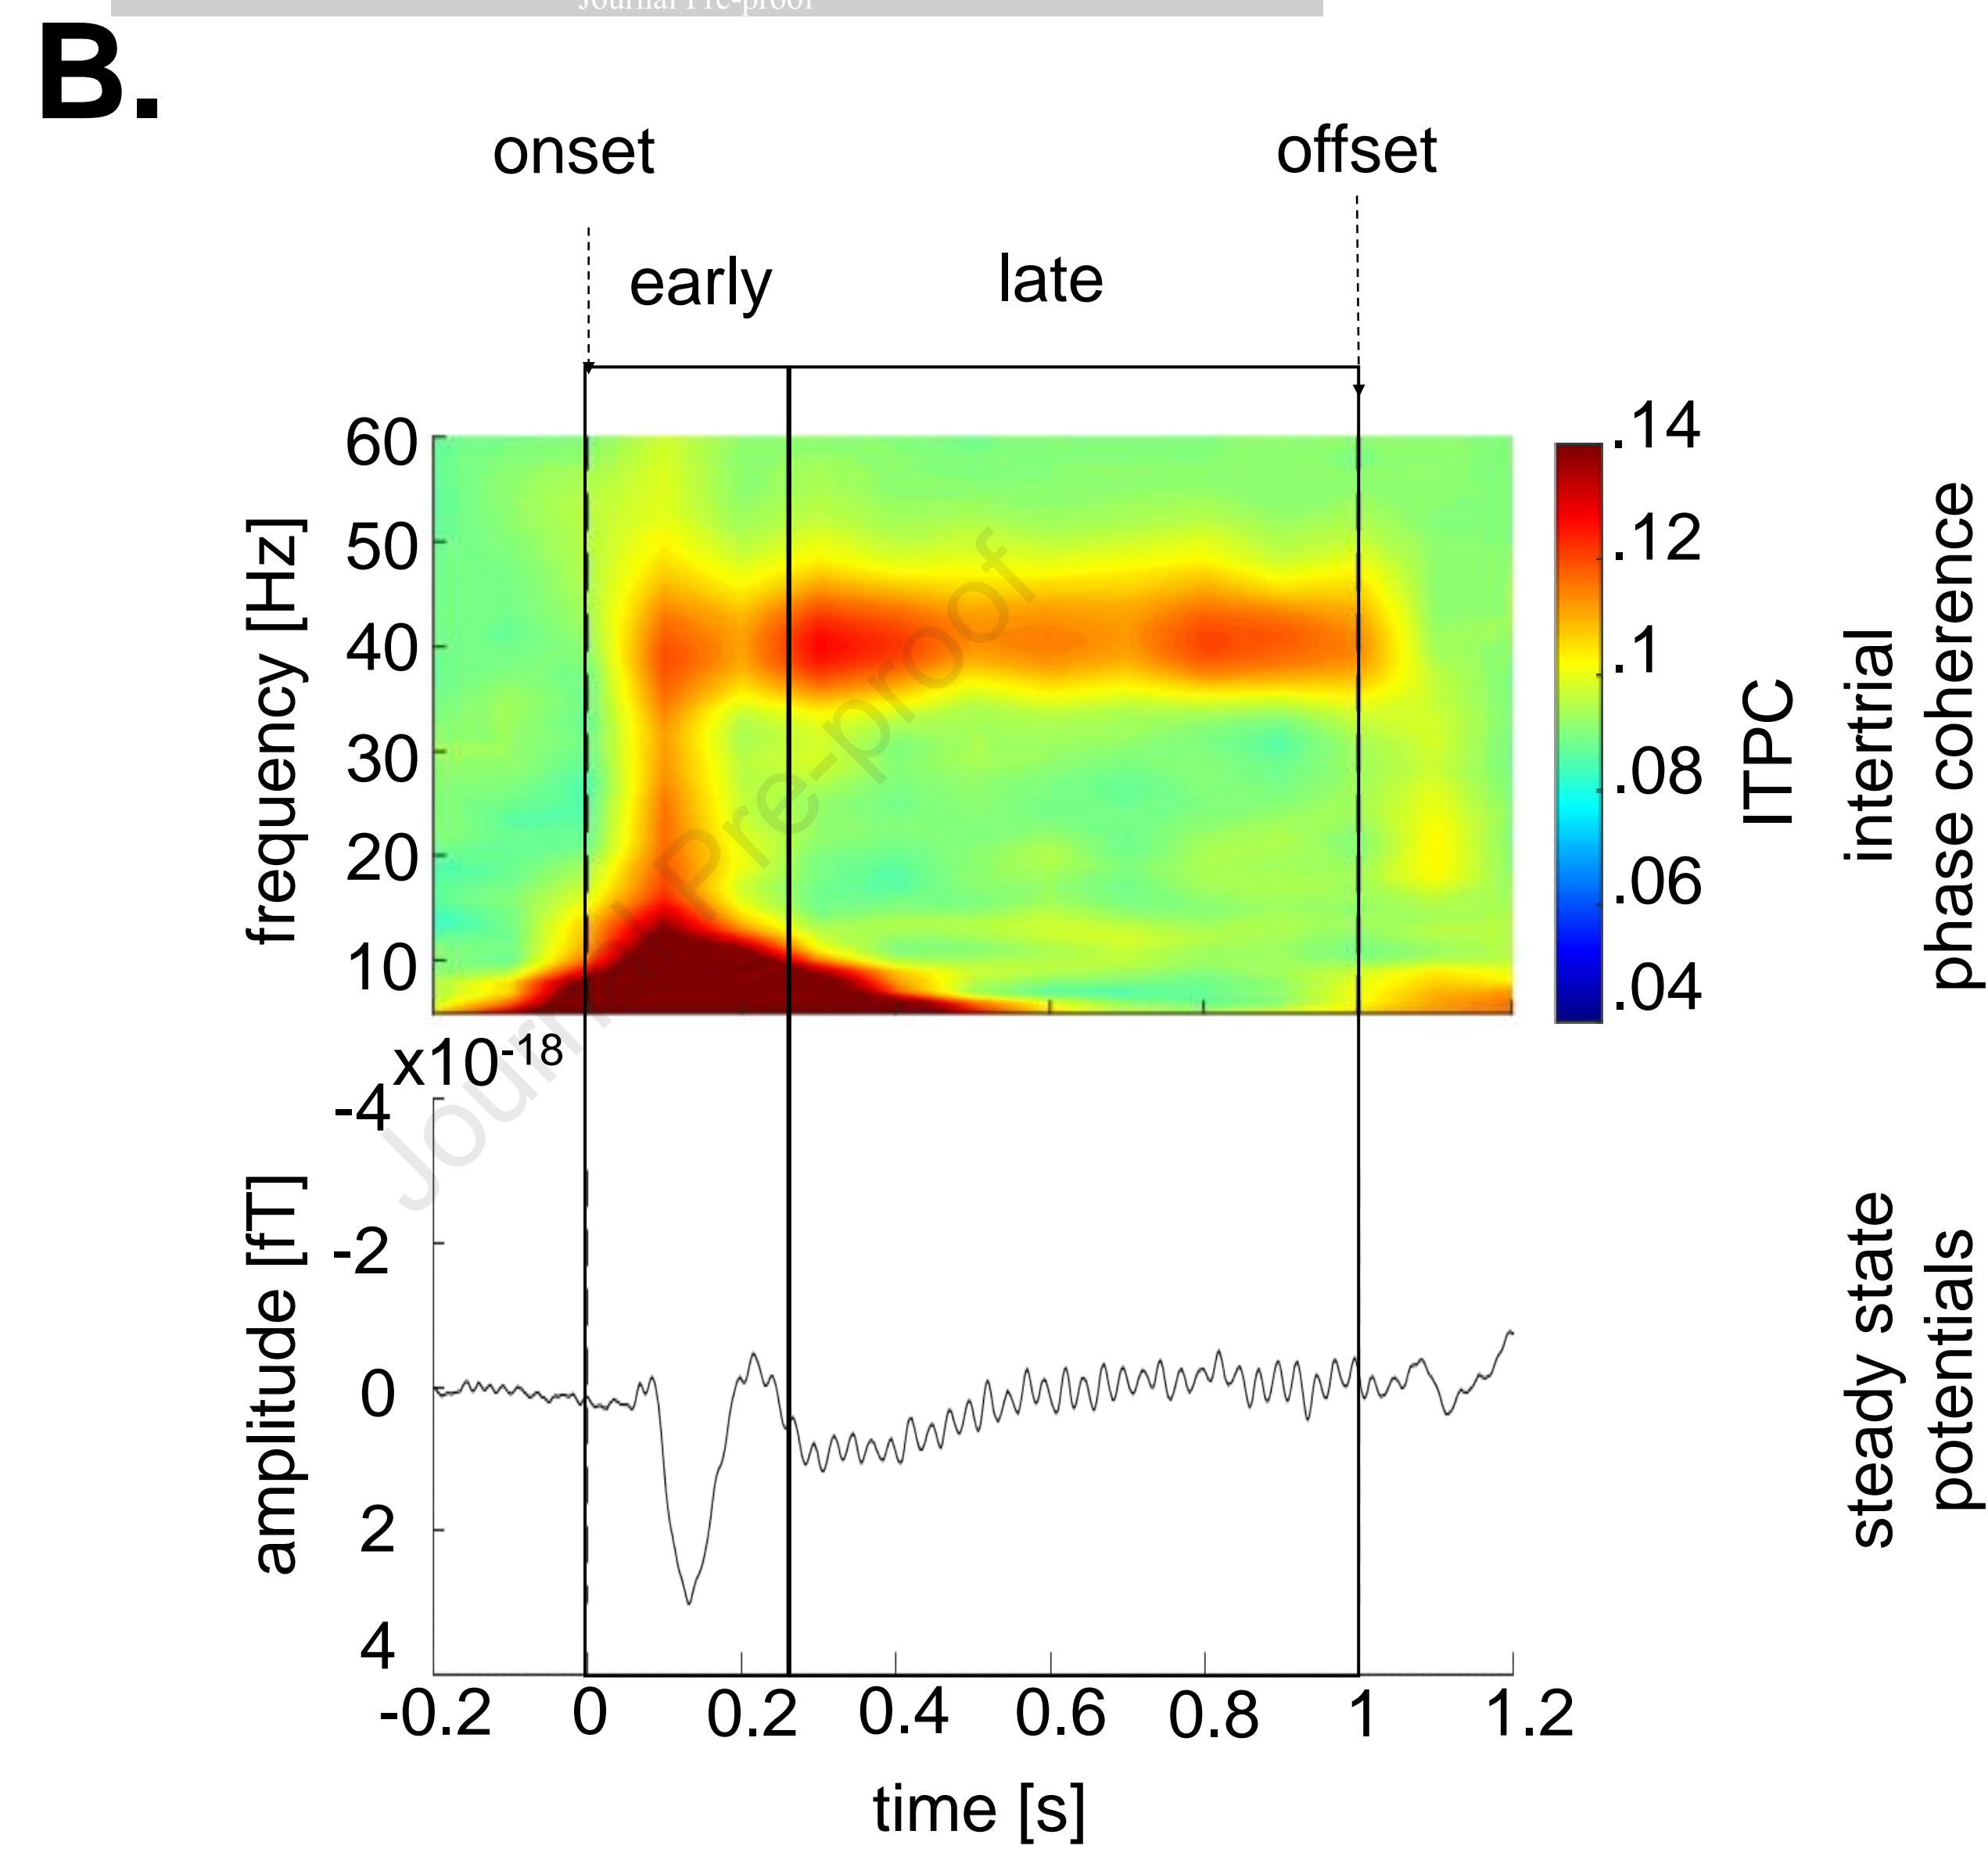 Journal Pre-proof
B.
onset
offset
early
late
60
50
40
30
20
10
frequency [Hz]
.14
.12
.1
.08
.06
.04
ITPC
intertrial
phase coherence
x10-18
-4
-2
0
2
4
amplitude [fT]
steady state
potentials
-0.2 0 0.2 0.4 0.6 0.8 1 1.2
time [s]
Journal Pre-proof